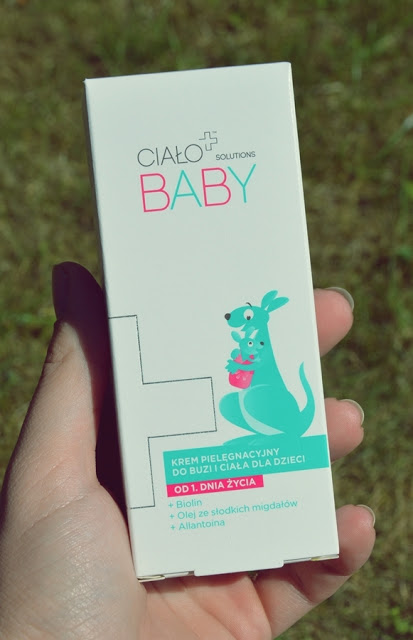 CIAŁO+
SOLUTIONS
BABY
KREM PIELĘGNACYJNY
DO BUZI I CIAŁA DLA DZIECI
OD 1. DNIA ŻYCIA
+ Biolin
+ Olej ze słodkich migdałów
+ Allantoina